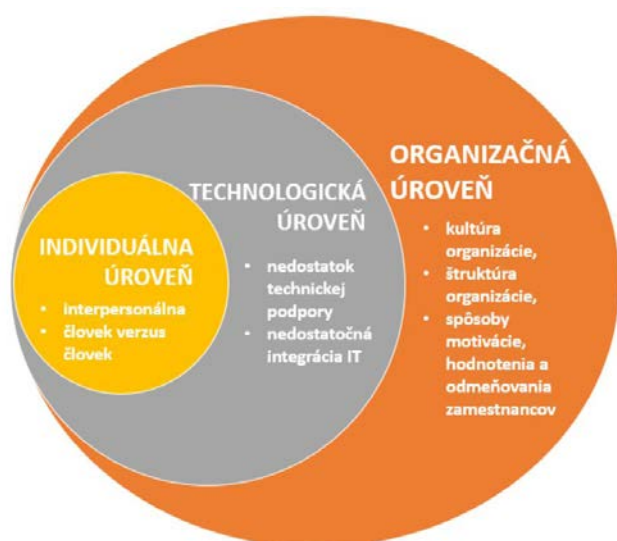 INDIVIDUÁLNA
ÚROVEŇ
• interpersonálna
• človek verzus
človek
TECHNOLOGICKÁ
ÚROVEŇ
• nedostatok
technickej
podpory
• nedostatočná
integrácia IT
ORGANIZAČNÁ
ÚROVEŇ
• kultúra
organizácie,
• štruktúra
organizácie,
• spôsoby
motivácie,
hodnotenia a
odmeňovania
zamestnancov